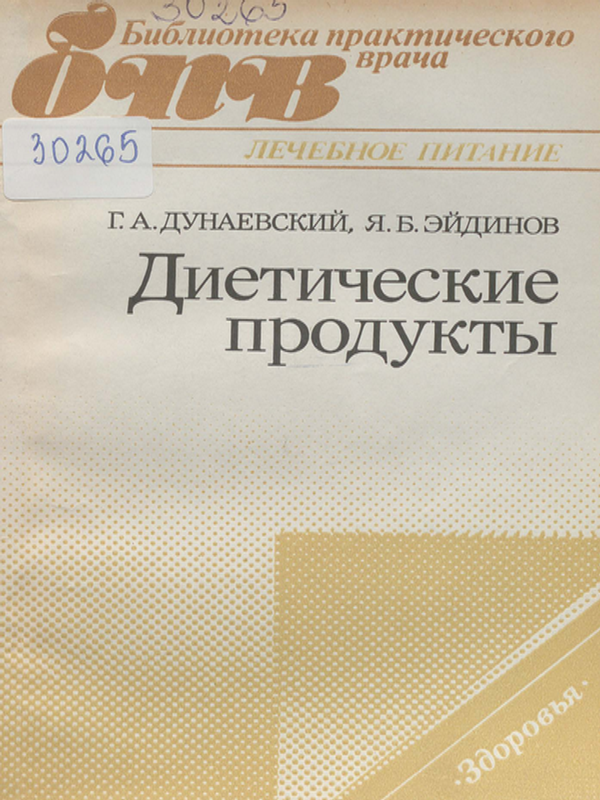 30265
Библиотека практического
врача
бпв
30265
ЛЕЧЕБНОЕ ПИТАНИЕ
Г. А. ДУНАЕВСКИЙ, Я. Б. ЭЙДИНОВ
Диетические
продукты
·Здоровья·